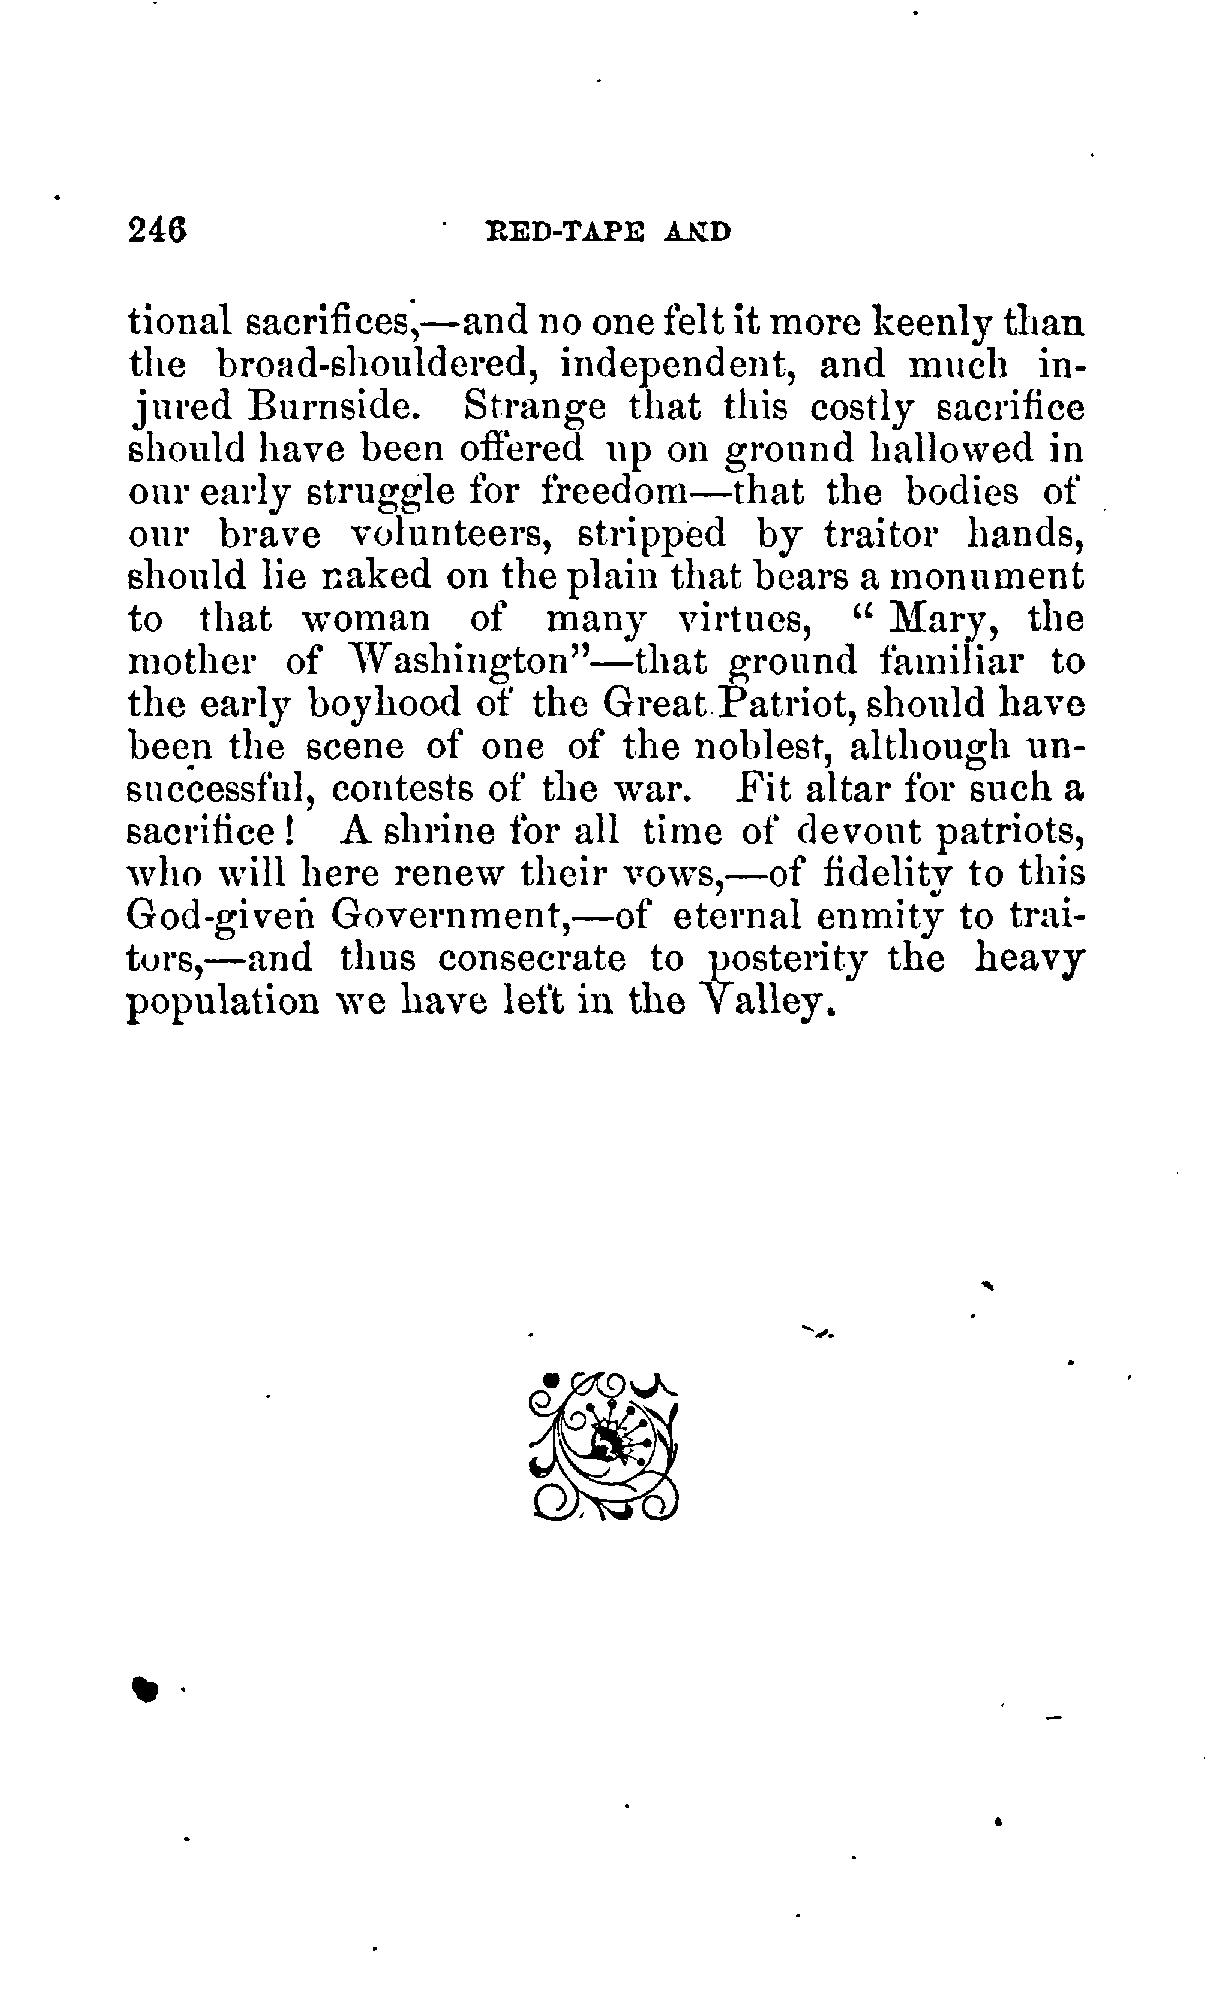 246 RED-TAPE AND
tional sacrifices,—and no one felt it more keenly than
the broad-shouldered, independent, and much in-
jured Burnside. Strange that this costly sacrifice
should have been offered up on ground hallowed in
our early struggle for freedom—that the bodies of
our brave volunteers, stripped by traitor hands,
should lie naked on the plain that bears a monument
to that woman of many virtues, " Mary, the
mother of Washington"—that ground familiar to
the early boyhood of the Great Patriot, should have
been the scene of one of the noblest, although un-
successful, contests of the war. Fit altar for such a
sacrifice ! A shrine for all time of devout patriots,
who will here renew their vows,—of fidelity to this
God-given Government,—of eternal enmity to trai-
tors,—and thus consecrate to posterity the heavy
population we have left in the Valley.